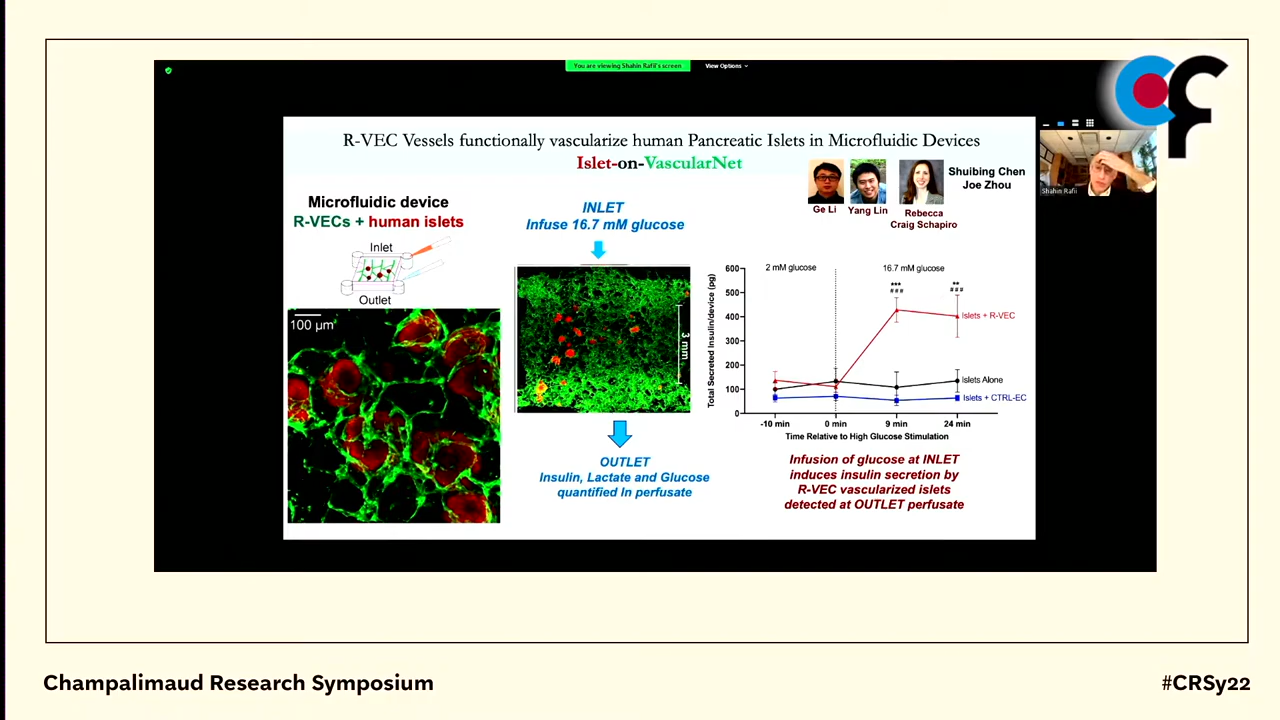 You are viewing Shahin Rafii's screen
View Options
Shahin Rafii
R-VEC Vessels functionally vascularize human Pancreatic Islets in Microfluidic Devices
Islet-on-VascularNet
Ge Li
Yang Lin
Rebecca
Craig Schapiro
Shuibing Chen
Joe Zhou
Microfluidic device
R-VECs + human islets
Inlet
Outlet
100 µm
INLET
Infuse 16.7 mM glucose
3 mm
OUTLET
Insulin, Lactate and Glucose
quantified In perfusate
Total Secreted Insulin/device (pg)
600
500
400
300
200
100
0
2 mM glucose
16.7 mM glucose
***
###
**
###
Islets + R-VEC
Islets Alone
Islets + CTRL-EC
-10 min
0 min
9 min
24 min
Time Relative to High Glucose Stimulation
Infusion of glucose at INLET
induces insulin secretion by
R-VEC vascularized islets
detected at OUTLET perfusate
cf
Champalimaud Research Symposium
#CRSy22